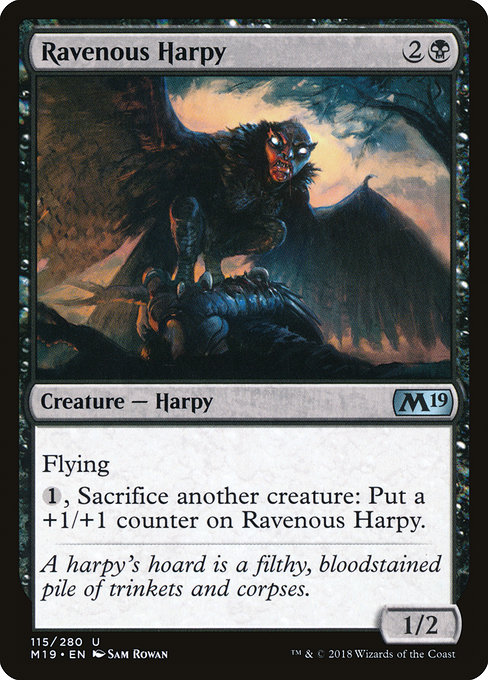 Ravenous Harpy 2
Creature — Harpy M19
Flying
1, Sacrifice another creature: Put a
+1/+1 counter on Ravenous Harpy.
A harpy's hoard is a filthy, bloodstained
pile of trinkets and corpses.
1/2
115/280 U
M19 • EN Sam Rowan ™ & © 2018 Wizards of the Coast